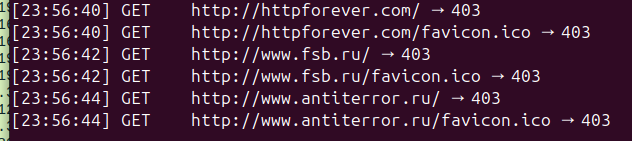 [23:56:40] GET http://httpforever.com/ → 403
[23:56:40] GET http://httpforever.com/favicon.ico → 403
[23:56:42] GET http://www.fsb.ru/ → 403
[23:56:42] GET http://www.fsb.ru/favicon.ico → 403
[23:56:44] GET http://www.antiterror.ru/ → 403
[23:56:44] GET http://www.antiterror.ru/favicon.ico → 403